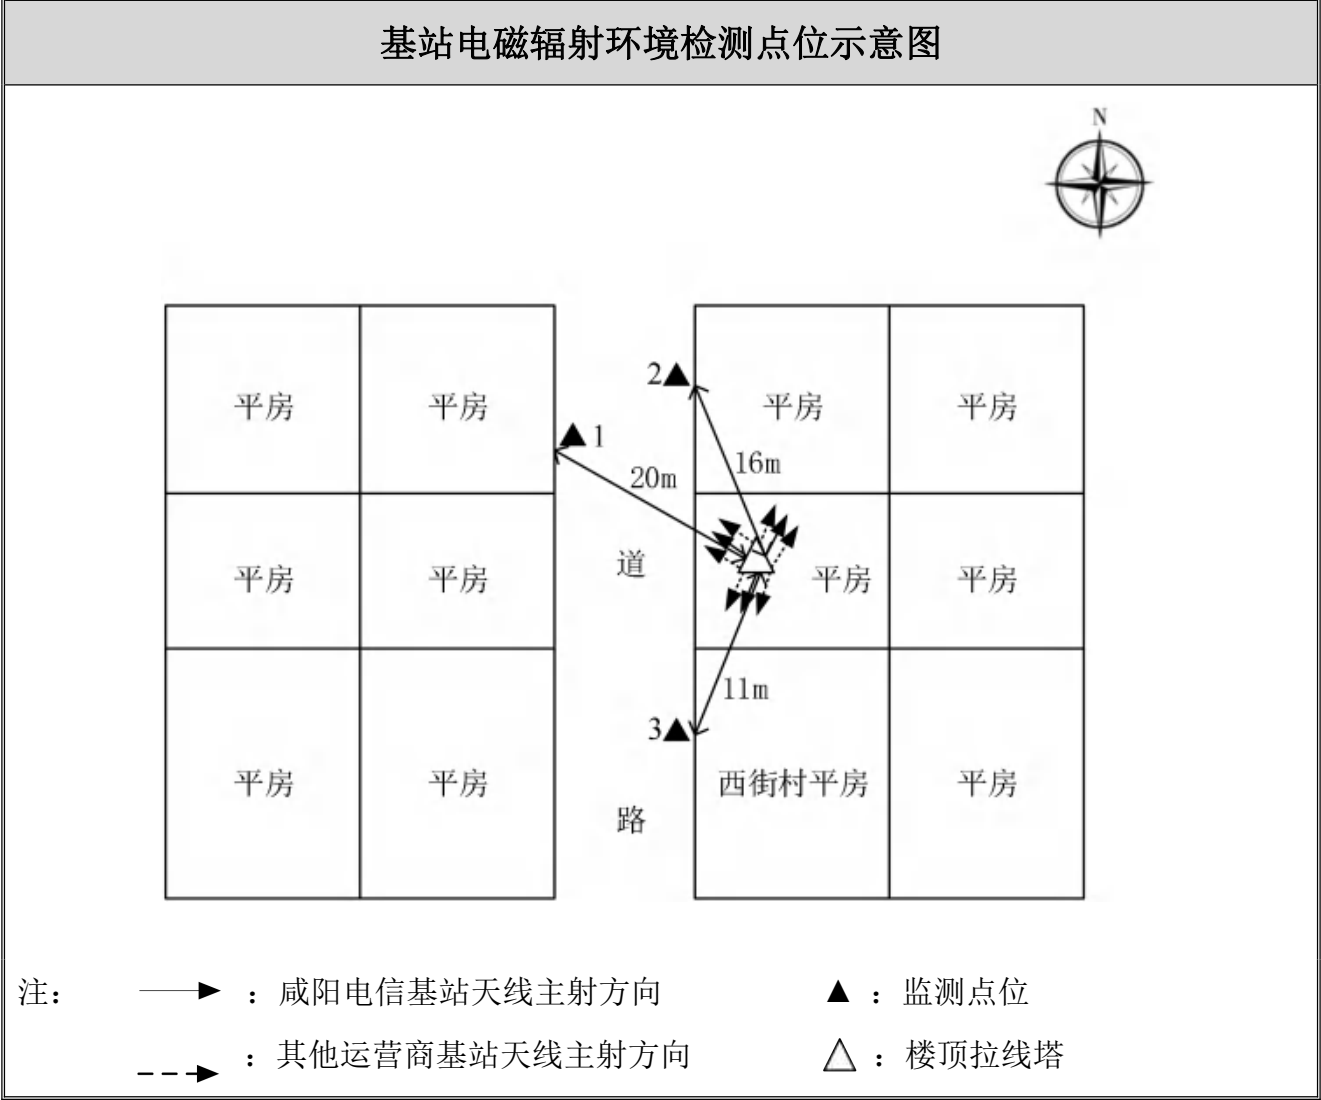 基站电磁辐射环境检测点位示意图
N
2▲
平房 平房 平房 平房
▲1
16m
20m
道
平房 平房 平房 平房
11m
3▲
平房 平房 西街村平房 平房
路
注： ：咸阳电信基站天线主射方向 ▲：监测点位
：其他运营商基站天线主射方向 △：楼顶拉线塔